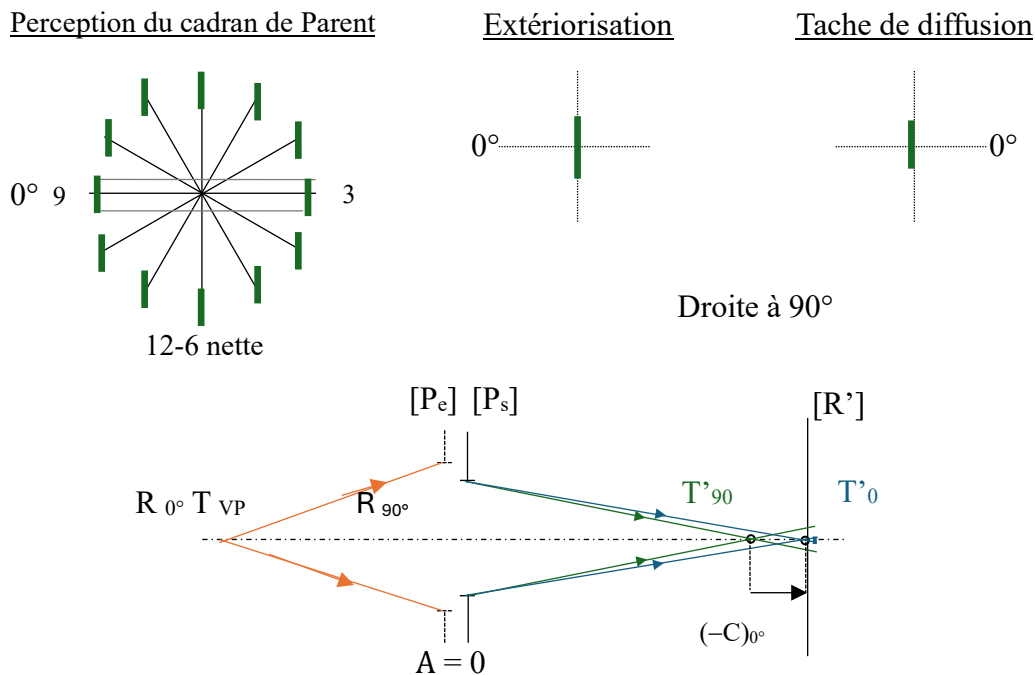 Perception du cadran de Parent
Extériorisation
Tache de diffusion
0° 9
3
12-6 nette
0°
0°
Droite à 90°
[Pe] [Ps]
[R’]
R 0° T VP
R 90°
T’90
T’0
(–C)0°
A = 0